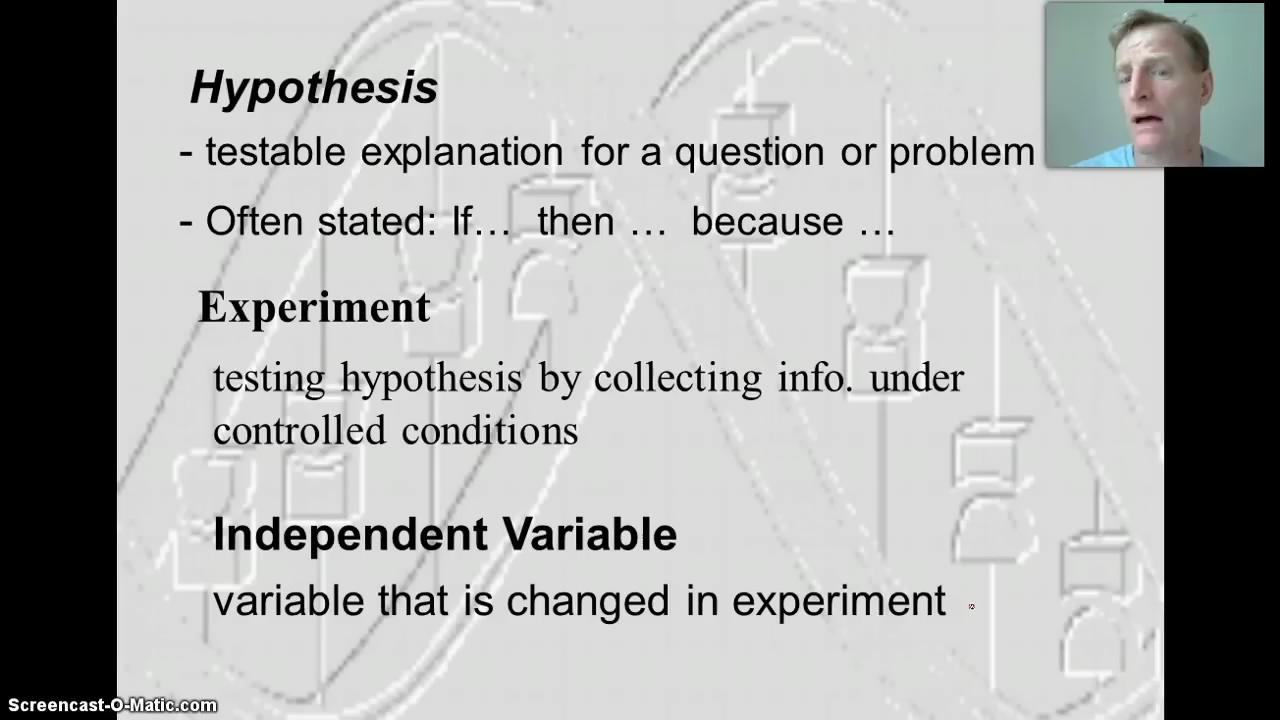 Hypothesis
- testable explanation for a question or problem
- Often stated: If… then … because …
Experiment
testing hypothesis by collecting info. under
controlled conditions
Independent Variable
variable that is changed in experiment
Screencast-O-Matic.com